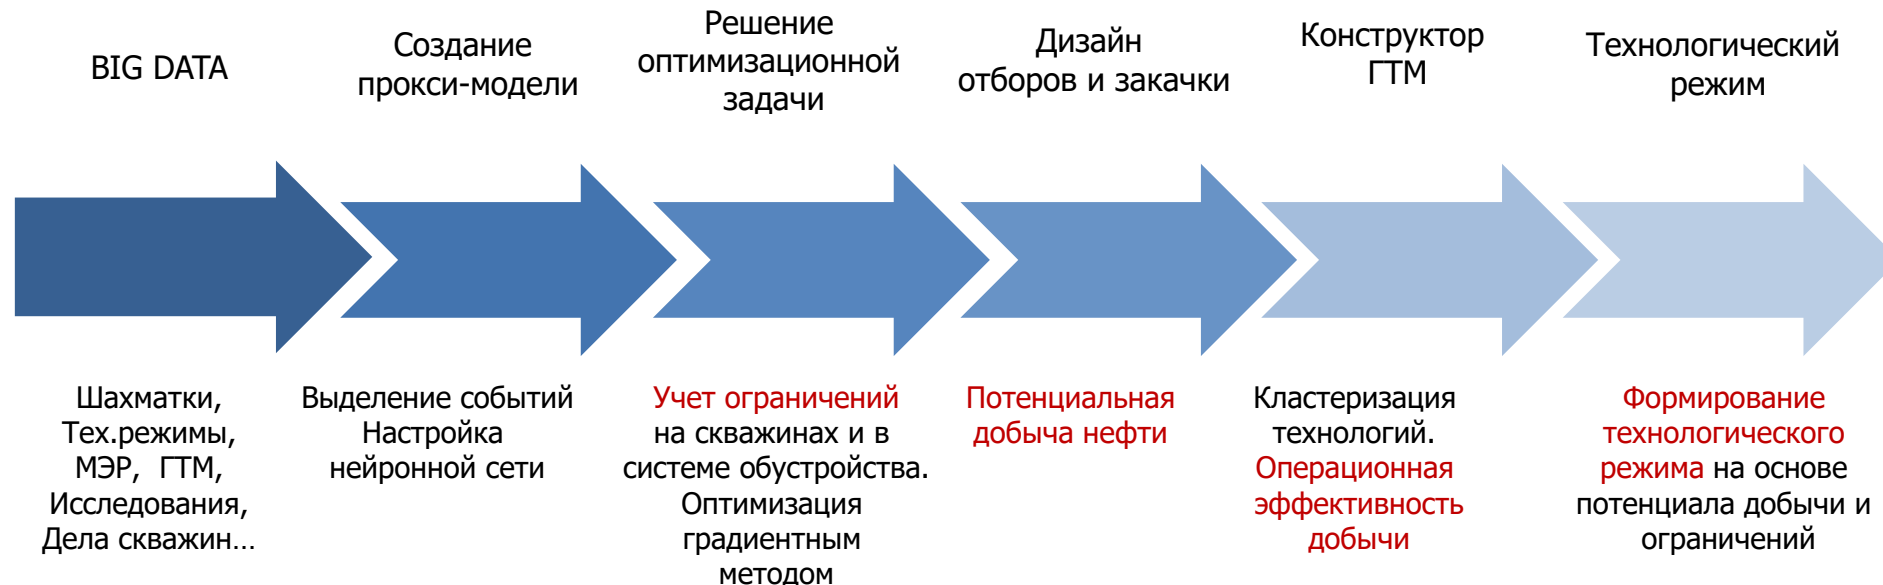 BIG DATA
Создание
прокси-модели
Решение
оптимизационной
задачи
Дизайн
отборов и закачки
Конструктор
ГТМ
Технологический
режим
Шахматки,
Тех.режимы,
МЭР, ГТМ,
Исследования,
Дела скважин...
Выделение событий
Настройка
нейронной сети
Учет ограничений
на скважинах и в
системе обустройства.
Оптимизация
градиентным
методом
Потенциальная
добыча нефти
Кластеризация
технологий.
Операционная
эффективность
добычи
Формирование
технологического
режима на основе
потенциала добычи и
ограничений